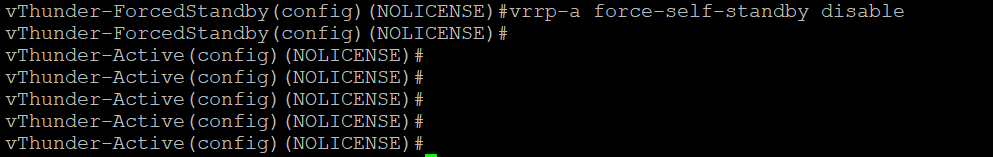 vThunder-ForcedStandby(config)(NOLICENSE)#vrrp-a force-self-standby disable
vThunder-ForcedStandby(config)(NOLICENSE)#
vThunder-Active(config)(NOLICENSE)#
vThunder-Active(config)(NOLICENSE)#
vThunder-Active(config)(NOLICENSE)#
vThunder-Active(config)(NOLICENSE)#
vThunder-Active(config)(NOLICENSE)#